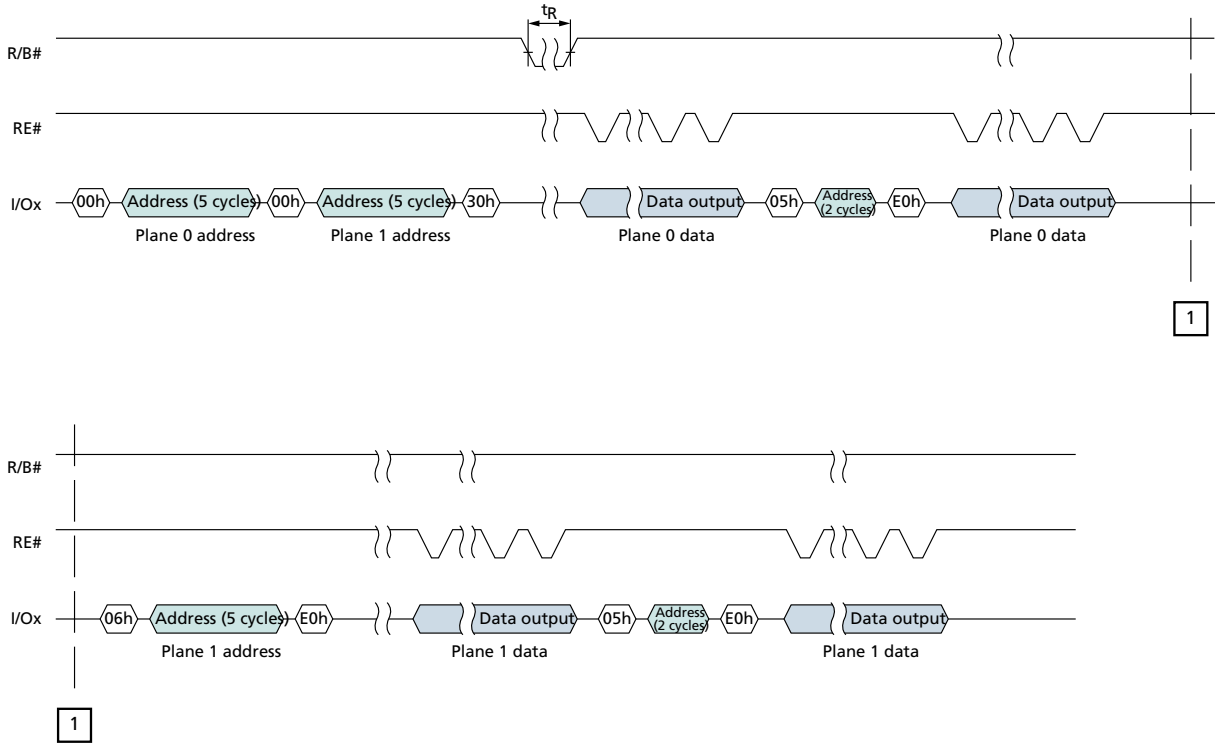 tR
R/B#
RE#
I/Ox
00h Address (5 cycles) 00h Address (5 cycles) 30h Data output 05h Address (2 cycles) E0h Data output
Plane 0 address Plane 1 address Plane 0 data Plane 0 data
1
R/B#
RE#
I/Ox
06h Address (5 cycles) E0h Data output 05h Address (2 cycles) E0h Data output
Plane 1 address Plane 1 data Plane 1 data
1